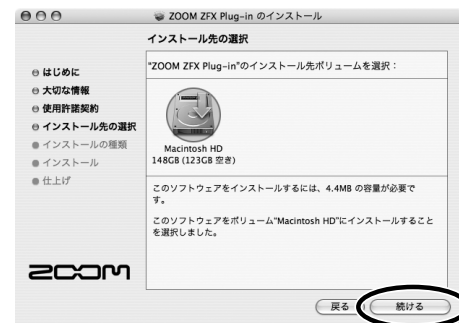 ZOOM ZFX Plug-in のインストール
インストール先の選択
はじめに
大切な情報
使用許諾契約
インストール先の選択
インストールの種類
インストール
仕上げ
"ZOOM ZFX Plug-in"のインストール先ボリュームを選択：
Macintosh HD
148GB (123GB 空き)
このソフトウェアをインストールするには、4.4MB の容量が必要で
す。
このソフトウェアをボリューム"Macintosh HD"にインストールすること
を選択しました。
ZOOM
戻る
続ける